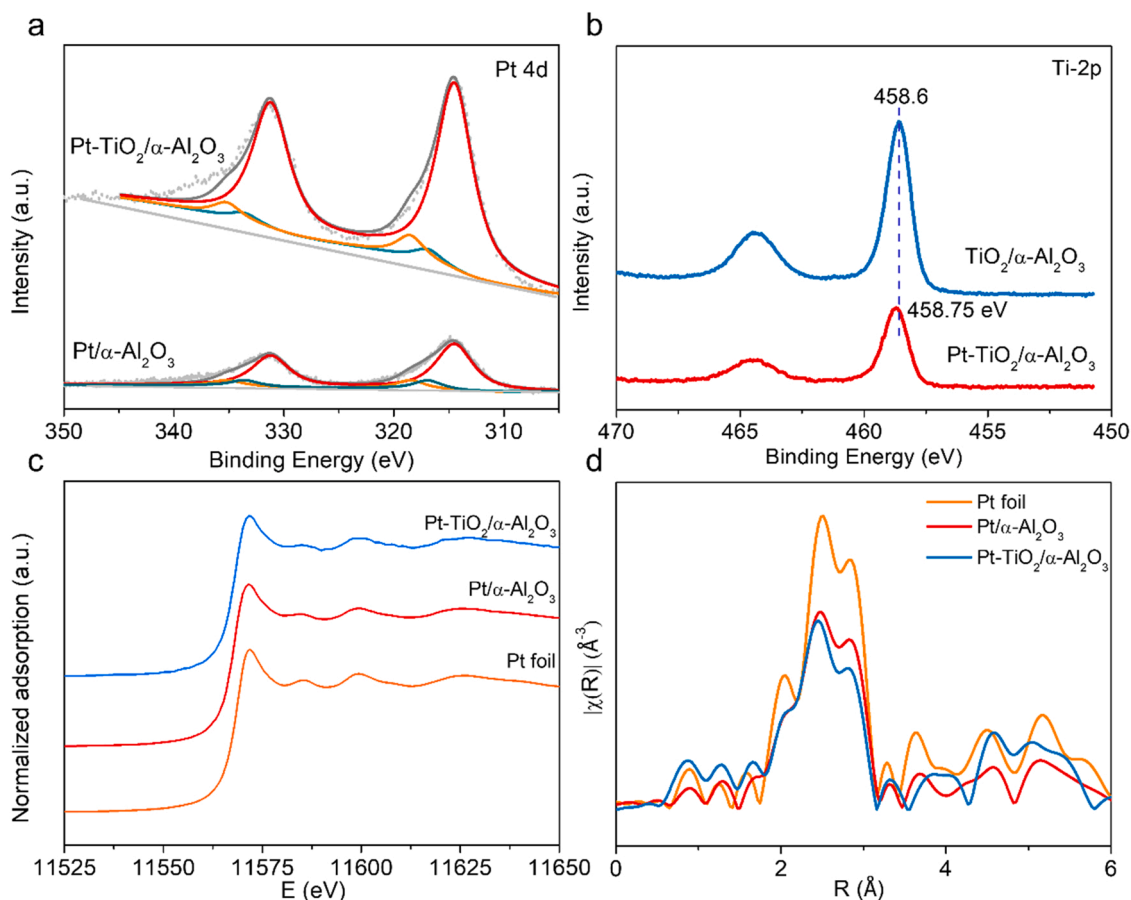 a
Pt 4d
Pt-TiO₂/α-Al₂O₃
Pt/α-Al₂O₃
Intensity (a.u.)
350 340 330 320 310
Binding Energy (eV)
b
Ti-2p
458.6
TiO₂/α-Al₂O₃
458.75 eV
Pt-TiO₂/α-Al₂O₃
Intensity (a.u.)
470 465 460 455 450
Binding Energy (eV)
c
Pt-TiO₂/α-Al₂O₃
Pt/α-Al₂O₃
Pt foil
Normalized adsorption (a.u.)
11525 11550 11575 11600 11625 11650
E (eV)
d
Pt foil
Pt/α-Al₂O₃
Pt-TiO₂/α-Al₂O₃
|χ(R)| (Å⁻³)
0 2 4 6
R (Å)